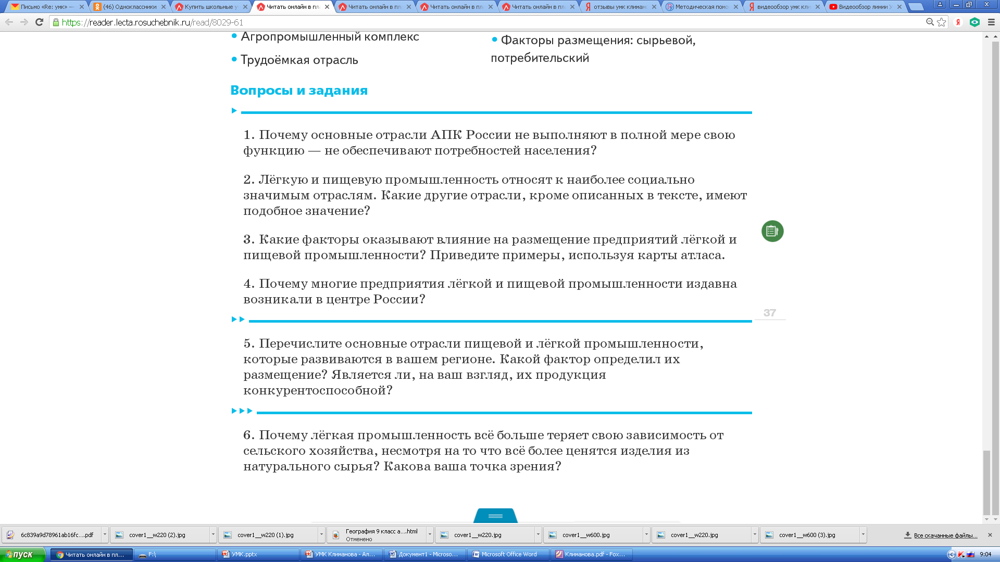 Письмо «Re: умк» —
(46) Одноклассники
Купить школьные у
Читать онлайн в пл
Читать онлайн в пл
Читать онлайн в пл
Читать онлайн в пл
отзывы умк климан
Методическая помо
видеообзор умк кли
Видеообзор линии У
https://reader.lecta.rosuchebnik.ru/read/8029-61
• Агропромышленный комплекс
• Трудоёмкая отрасль
• Факторы размещения: сырьевой,
потребительский
Вопросы и задания
1. Почему основные отрасли АПК России не выполняют в полной мере свою
функцию — не обеспечивают потребностей населения?
2. Лёгкую и пищевую промышленность относят к наиболее социально
значимым отраслям. Какие другие отрасли, кроме описанных в тексте, имеют
подобное значение?
3. Какие факторы оказывают влияние на размещение предприятий лёгкой и
пищевой промышленности? Приведите примеры, используя карты атласа.
4. Почему многие предприятия лёгкой и пищевой промышленности издавна
возникали в центре России?
37
5. Перечислите основные отрасли пищевой и лёгкой промышленности,
которые развиваются в вашем регионе. Какой фактор определил их
размещение? Является ли, на ваш взгляд, их продукция
конкурентоспособной?
6. Почему лёгкая промышленность всё больше теряет свою зависимость от
сельского хозяйства, несмотря на то что всё более ценятся изделия из
натурального сырья? Какова ваша точка зрения?
6c839a9d78961ab16fc....pdf
cover1__w220 (2).jpg
cover1__w220 (1).jpg
География 9 класс а....html
Отменено
cover1__w220.jpg
cover1__w600.jpg
cover1__w220.jpg
cover1__w600 (3).jpg
Все скачанные файлы...
пуск
Читать онлайн в пл...
F:\
УМК.pptx
УМК Климанова - Ал...
Документ1 - Microso...
Microsoft Office Word
Климанова.pdf - Fox...
9:04